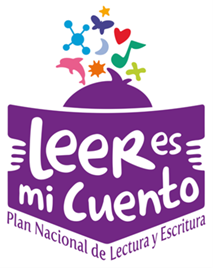 Leer es
mi Cuento
Plan Nacional de Lectura y Escritura